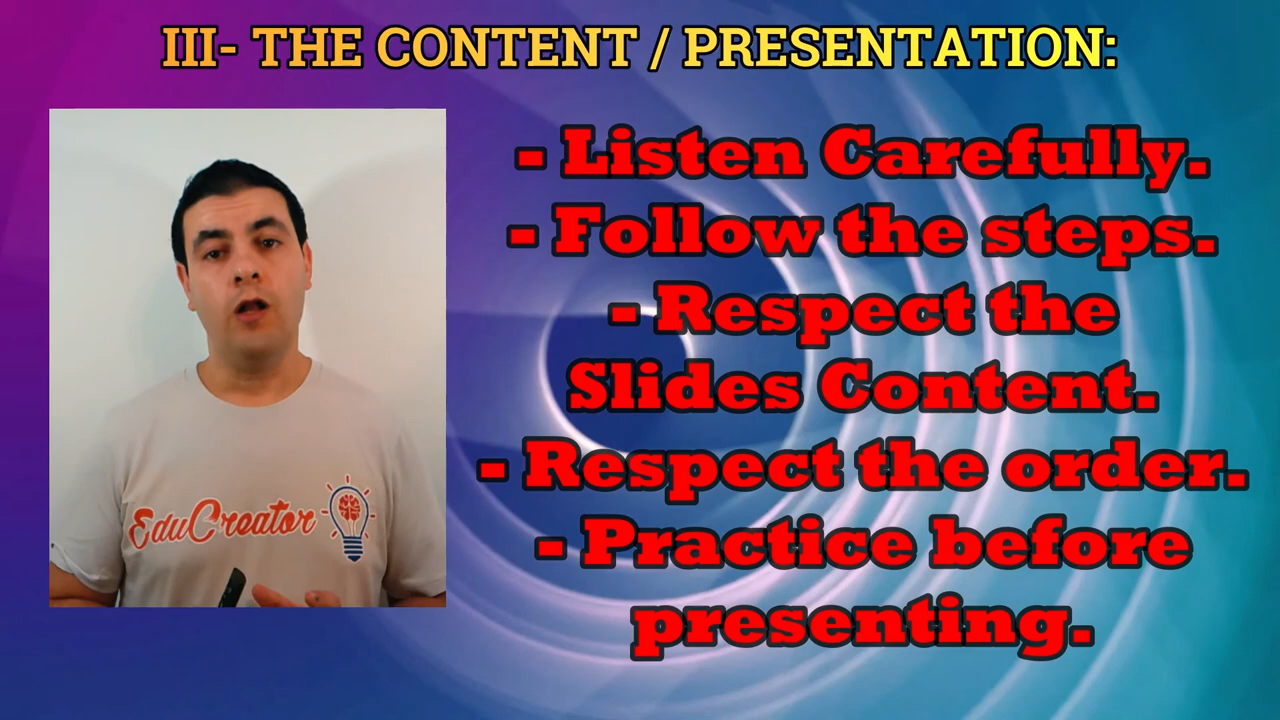 III- THE CONTENT / PRESENTATION:
- Listen Carefully.
- Follow the steps.
- Respect the
Slides Content.
- Respect the order.
- Practice before
presenting.
EduCreator